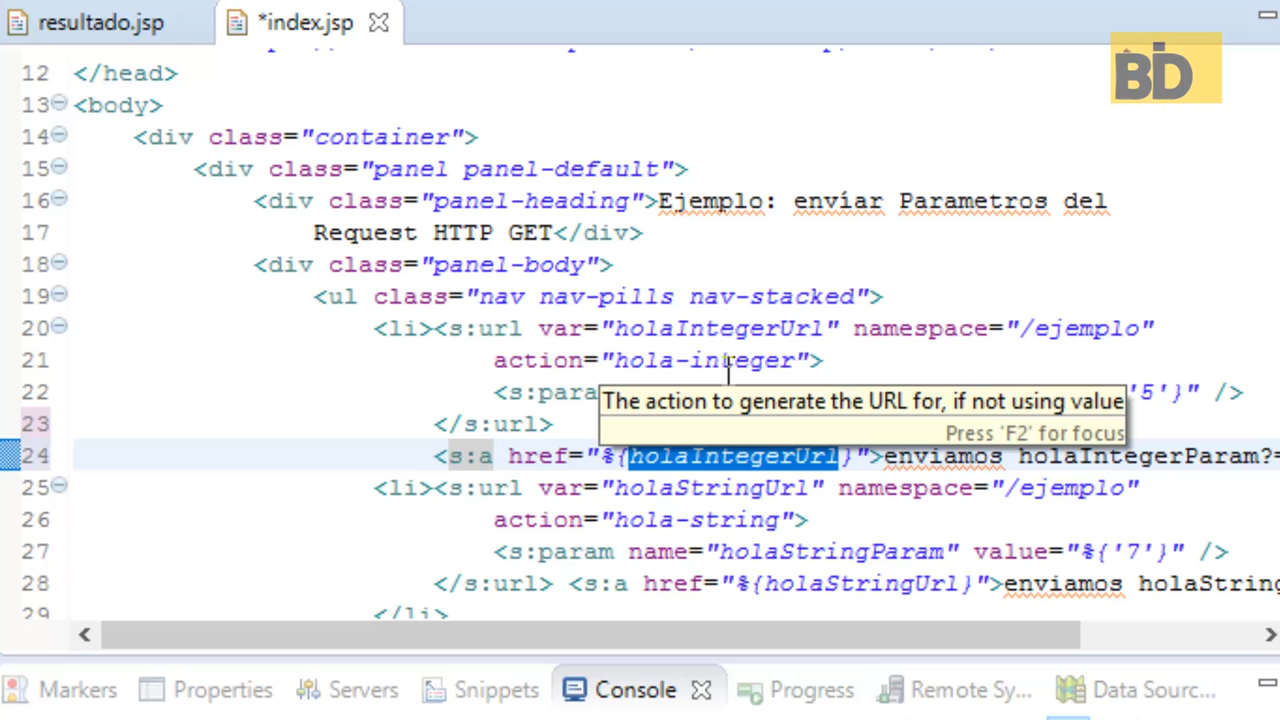 resultado.jsp *index.jsp
BD
12 </head>
13 <body>
14 <div class="container">
15 <div class="panel panel-default">
16 <div class="panel-heading">Ejemplo: envíar Parametros del
17 Request HTTP GET</div>
18 <div class="panel-body">
19 <ul class="nav nav-pills nav-stacked">
20 <li><s:url var="holaIntegerUrl" namespace="/ejemplo"
21 action="hola-integer">
22 <s:para '5'}" />
The action to generate the URL for, if not using value
Press 'F2' for focus
23 </s:url>
24 <s:a href="%{holaIntegerUrl}">enviamos holaIntegerParam?=
25 <li><s:url var="holaStringUrl" namespace="/ejemplo"
26 action="hola-string">
27 <s:param name="holaStringParam" value="%{'7'}" />
28 </s:url> <s:a href="%{holaStringUrl}">enviamos holaString
29 </li>
Markers Properties Servers Snippets Console Progress Remote Sy... Data Sourc...